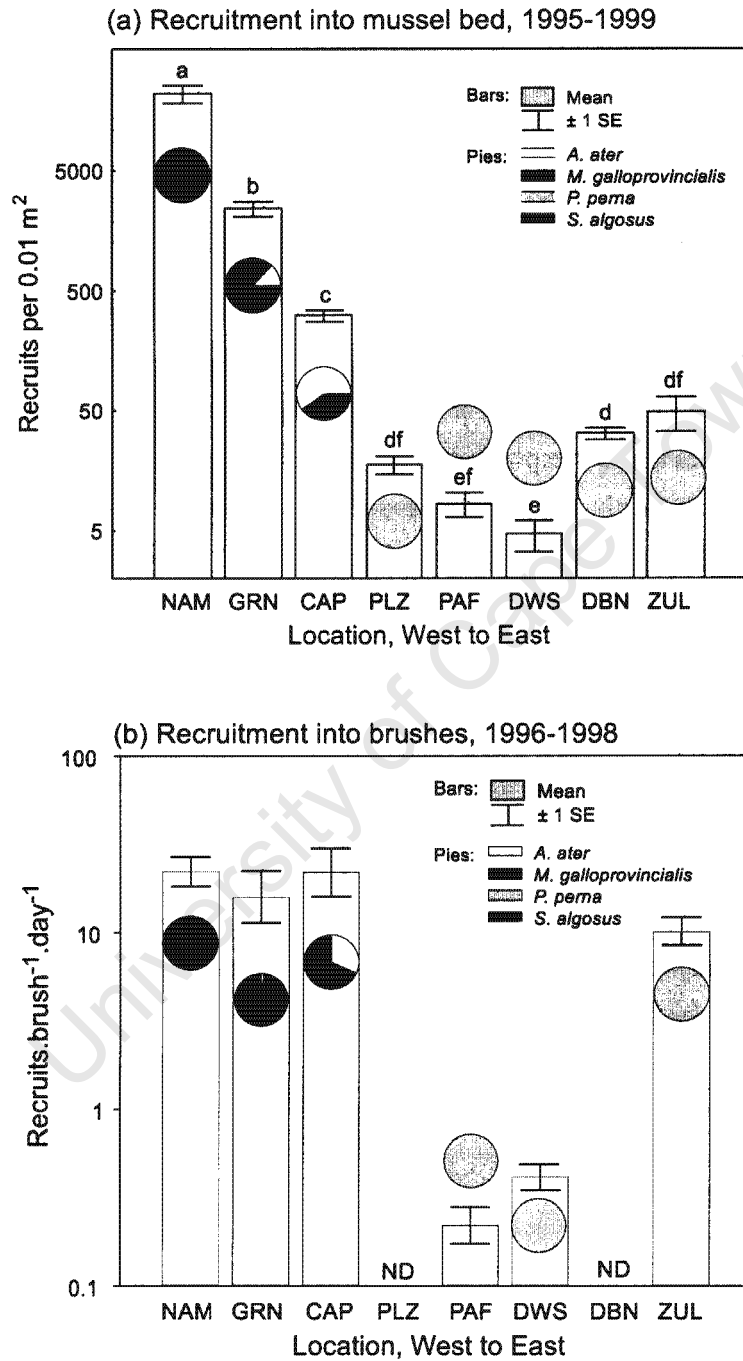 (a) Recruitment into mussel bed, 1995-1999
Bars: Mean
± 1 SE
Pies: A. ater
M. galloprovincialis
P. perna
S. algosus
Recruits per 0.01 m²
5000
500
50
5
a
b
c
df
ef
e
d
df
NAM GRN CAP PLZ PAF DWS DBN ZUL
Location, West to East
(b) Recruitment into brushes, 1996-1998
Bars: Mean
± 1 SE
Pies: A. ater
M. galloprovincialis
P. perna
S. algosus
Recruits.brush⁻¹.day⁻¹
100
10
1
0.1
ND
ND
NAM GRN CAP PLZ PAF DWS DBN ZUL
Location, West to East
University of Cape Town